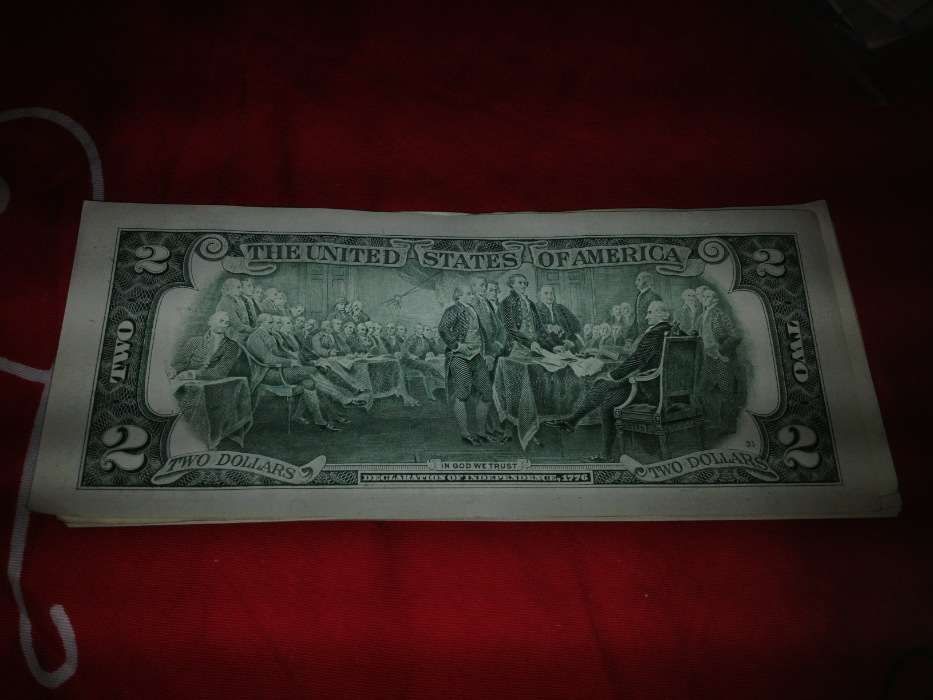 THE UNITED STATES OF AMERICA
2 2
TWO TWO
2 2
TWO DOLLARS IN GOD WE TRUST TWO DOLLARS
DECLARATION OF INDEPENDENCE, 1776